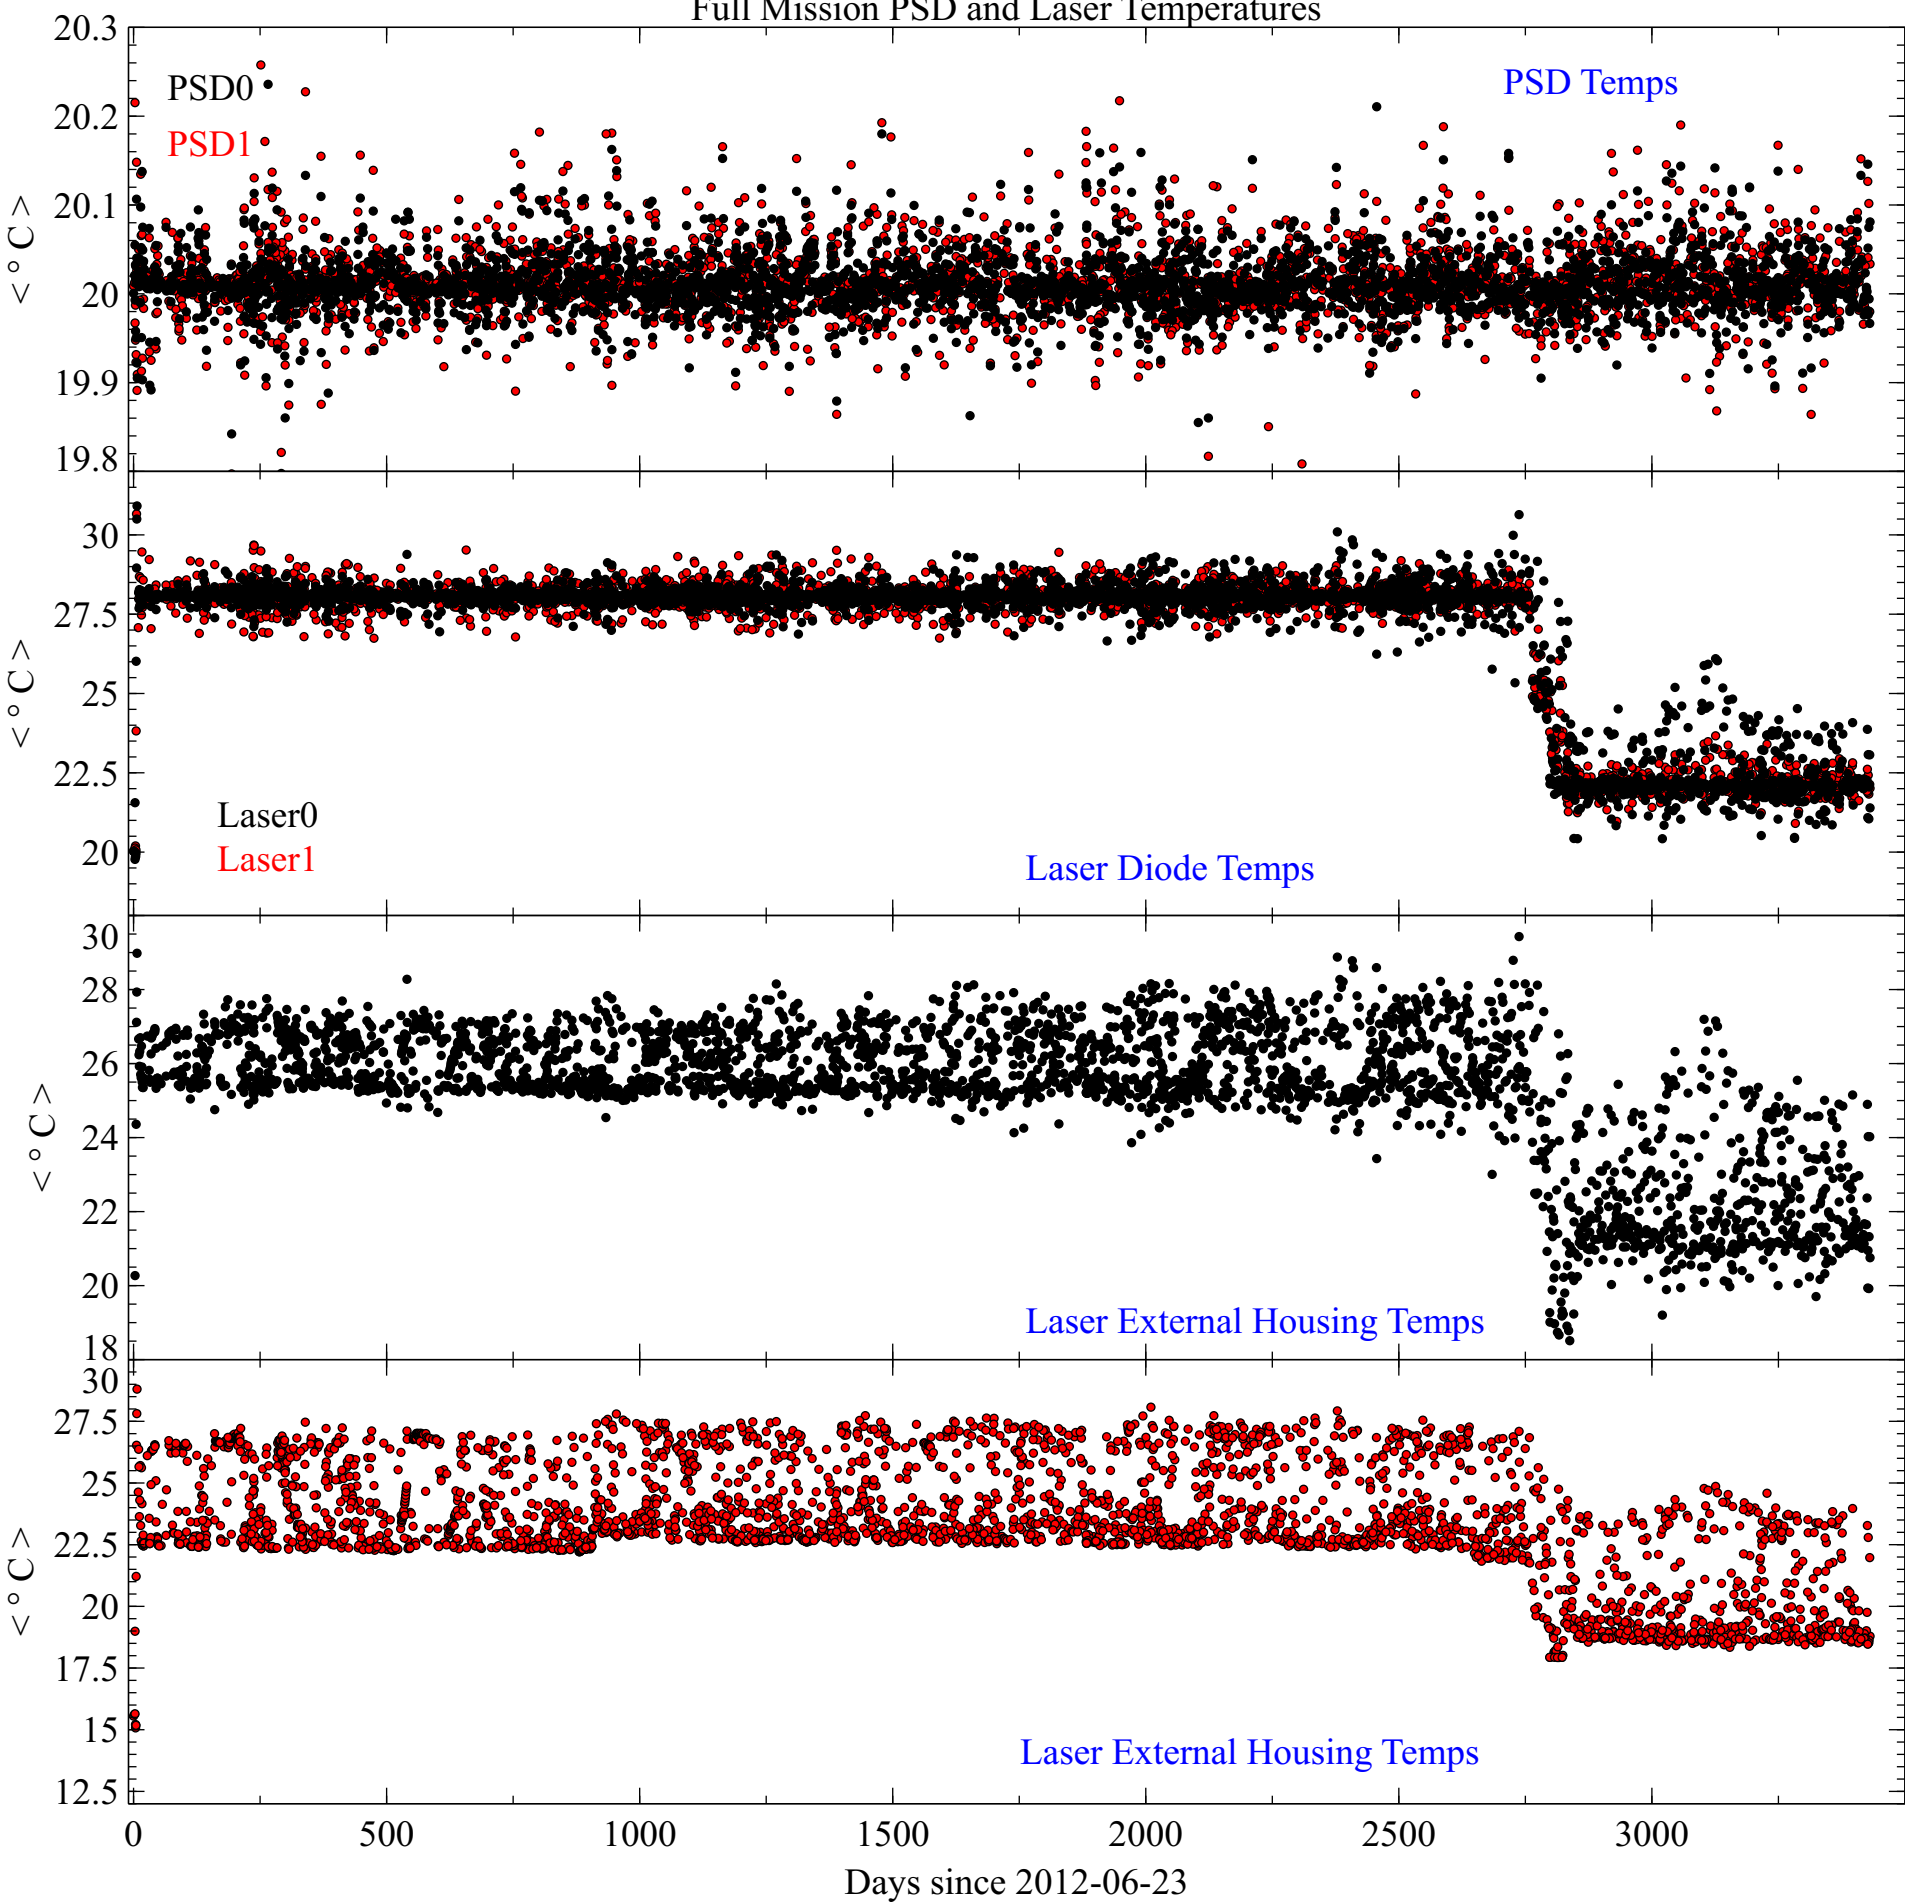 Full Mission PSD and Laser Temperatures
20.3
PSD0
PSD Temps
20.2
PSD1
20.1
<° C>
20
19.9
19.8
30
27.5
<° C>
25
22.5
Laser0
20
Laser1
Laser Diode Temps
30
28
26
<° C>
24
22
20
Laser External Housing Temps
18
30
27.5
25
<° C>
22.5
20
17.5
15
Laser External Housing Temps
12.5
0 500 1000 1500 2000 2500 3000
Days since 2012-06-23